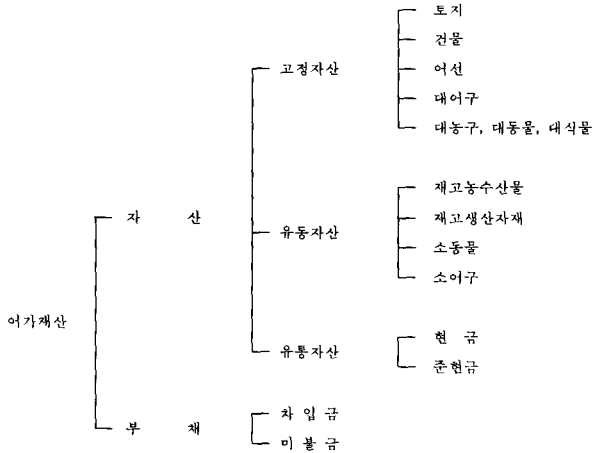 토지
건물
고정자산
어선
대어구
대농구, 대동물, 대식물
재고농수산물
자 산
재고생산자재
유동자산
소동물
소어구
어가재산
현 금
유통자산
준현금
차 입 금
부 채
미 불 금